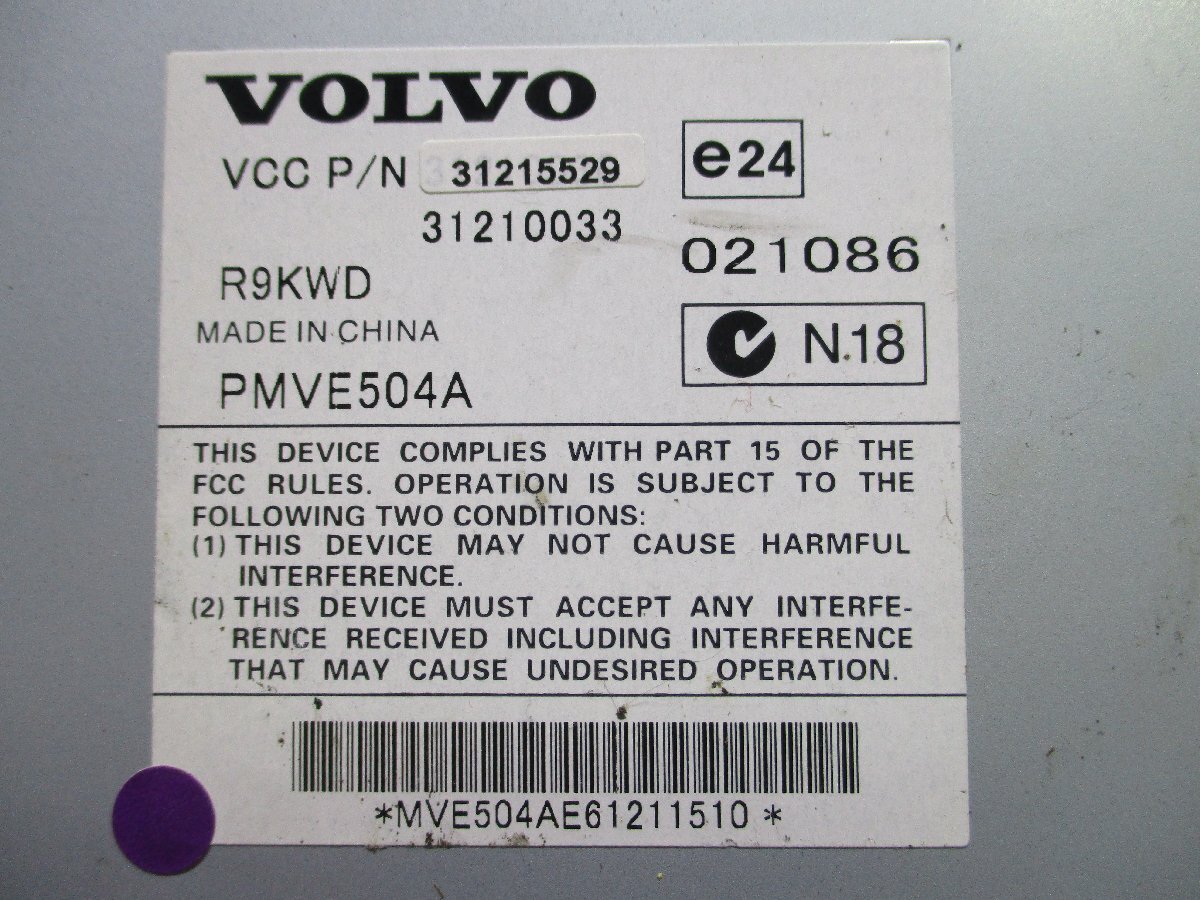 VOLVO
VCC P/N 31215529
31210033
e24
021086
R9KWD
MADE IN CHINA
N.18
PMVE504A
THIS DEVICE COMPLIES WITH PART 15 OF THE
FCC RULES. OPERATION IS SUBJECT TO THE
FOLLOWING TWO CONDITIONS:
(1) THIS DEVICE MAY NOT CAUSE HARMFUL
INTERFERENCE.
(2) THIS DEVICE MUST ACCEPT ANY INTERFE-
RENCE RECEIVED INCLUDING INTERFERENCE
THAT MAY CAUSE UNDESIRED OPERATION.
*MVE504AE61211510*